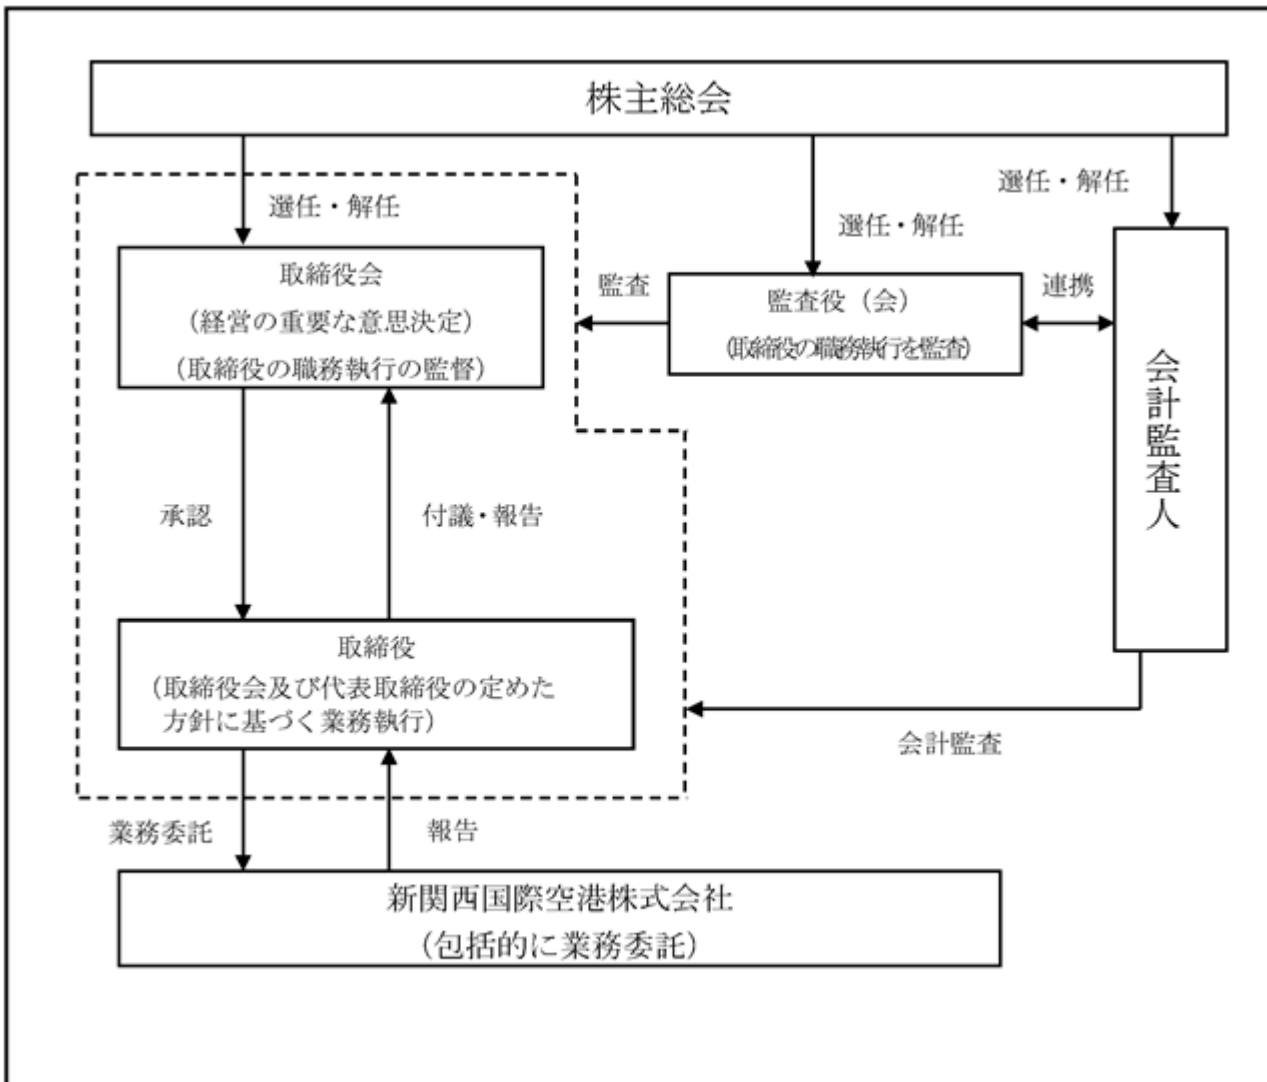 株主総会
選任・解任
選任・解任
選任・解任
取締役会
（経営の重要な意思決定）
（取締役の職務執行の監督）
監査
監査役（会）
（取締役の職務執行を監査）
連携
会計監査人
承認
付議・報告
取締役
（取締役会及び代表取締役の定めた
方針に基づく業務執行）
会計監査
業務委託
報告
新関西国際空港株式会社
（包括的に業務委託）